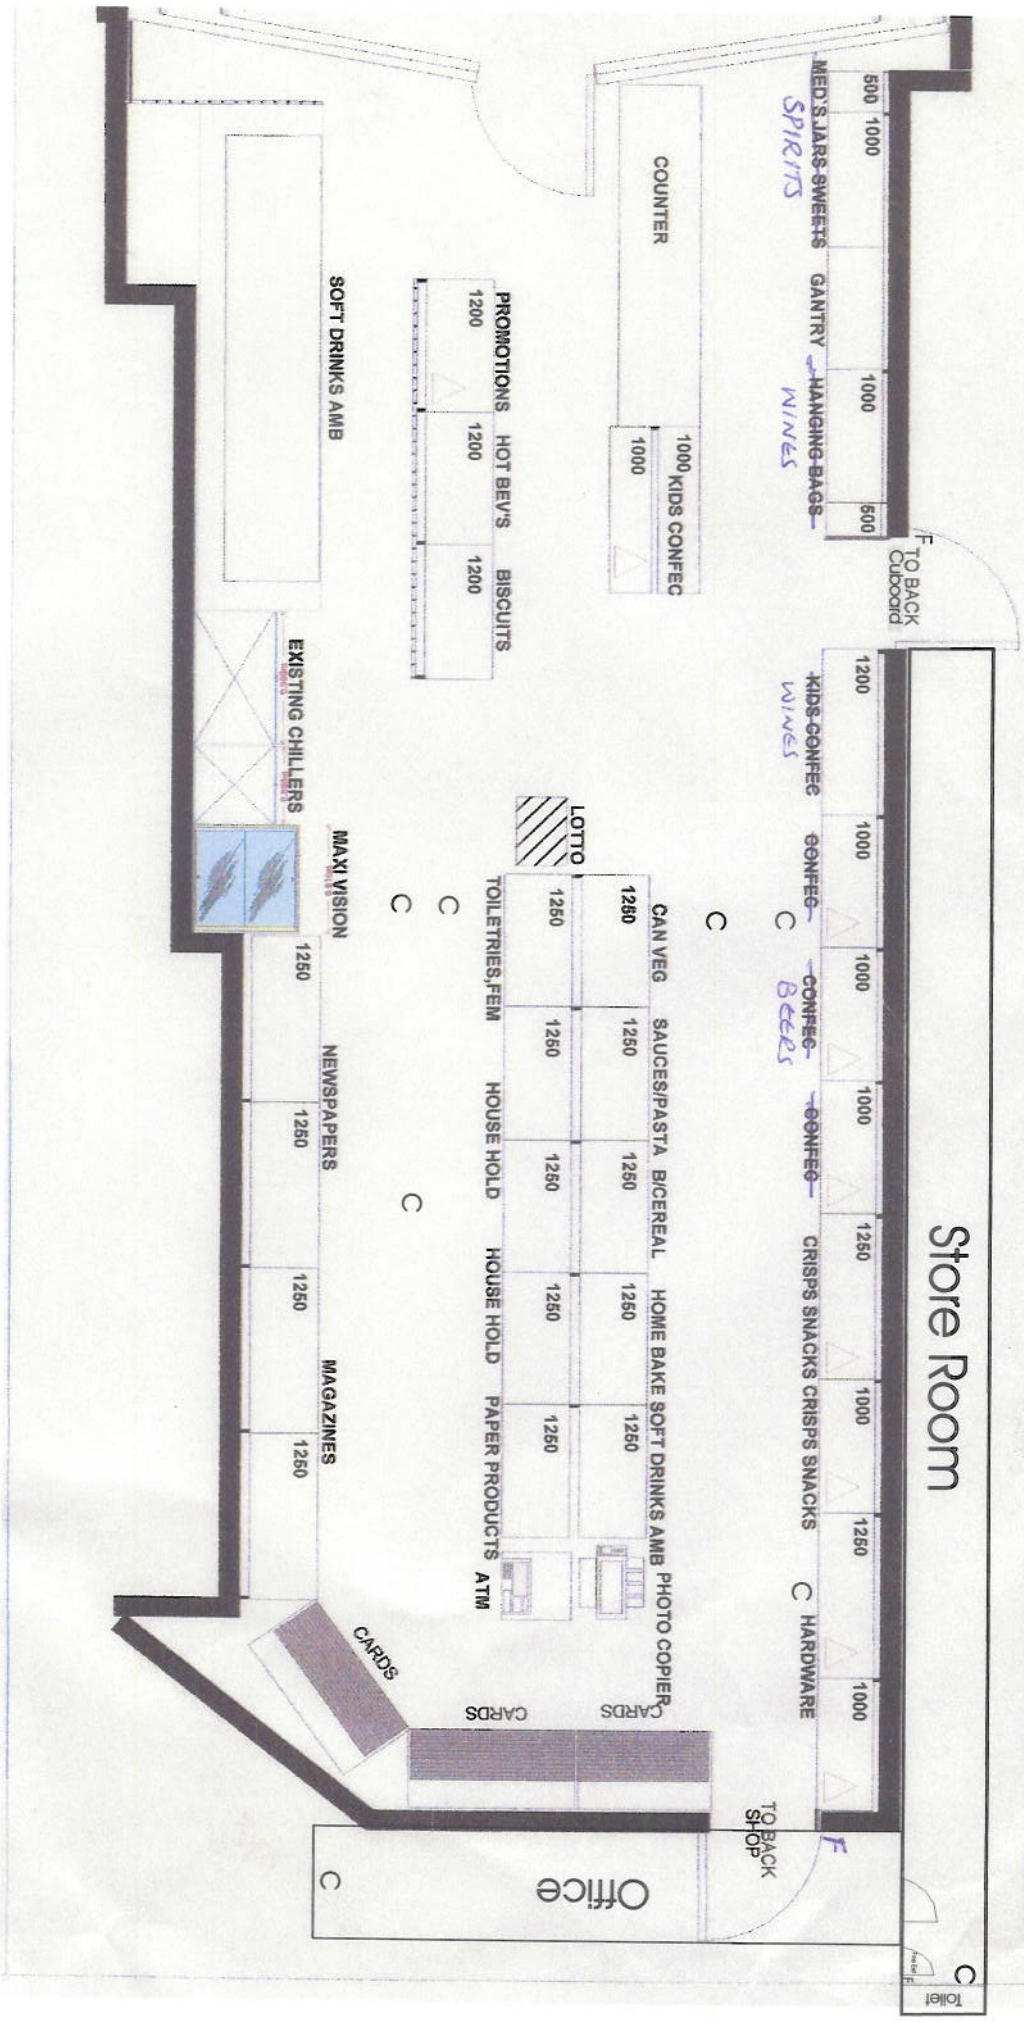 500 1000 1000 500
MED'S JARS SWEETS GANTRY HANGING BAGS
SPIRITS WINES
F
TO BACK
Cuboard
COUNTER
1000 KIDS CONFEC
1000
PROMOTIONS HOT BEV'S BISCUITS
1200 1200 1200
SOFT DRINKS AMB
EXISTING CHILLERS
MAXI VISION
Store Room
1200 1000 1000 1000 1250 1000 1250 1000
KIDS CONFEC CONFEC CONFEC CONFEC CRISPS SNACKS CRISPS SNACKS HARDWARE
WINES BEERS
C
C
C
LOTTO
CAN VEG SAUCES/PASTA B/CEREAL HOME BAKE SOFT DRINKS AMB PHOTO COPIER
1250 1250 1250 1250 1250
1250 1250 1250 1250 1250
TOILETRIES,FEM HOUSE HOLD HOUSE HOLD PAPER PRODUCTS ATM
C
C
C
NEWSPAPERS MAGAZINES
1250 1250 1250 1250
CARDS
CARDS
CARDS
TO BACK
SHOP
F
Office
C
C
Toilet
F